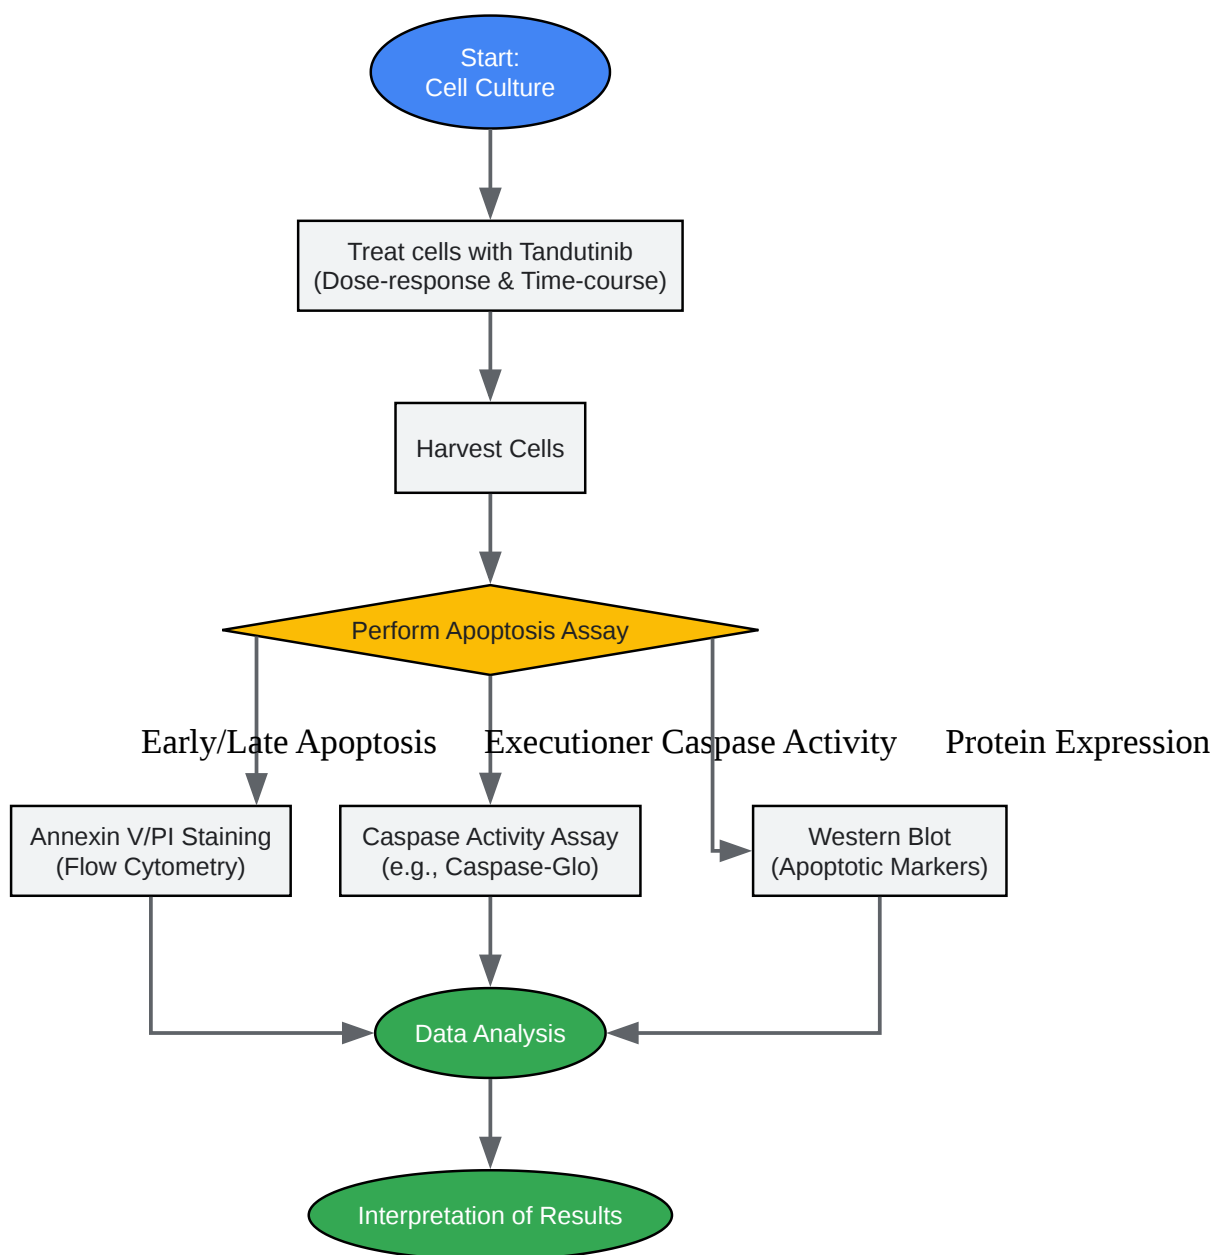 Start:
Cell Culture
Treat cells with Tandutinib
(Dose-response & Time-course)
Harvest Cells
Perform Apoptosis Assay
Early/Late Apoptosis
Executioner Caspase Activity
Protein Expression
Annexin V/PI Staining
(Flow Cytometry)
Caspase Activity Assay
(e.g., Caspase-Glo)
Western Blot
(Apoptotic Markers)
Data Analysis
Interpretation of Results